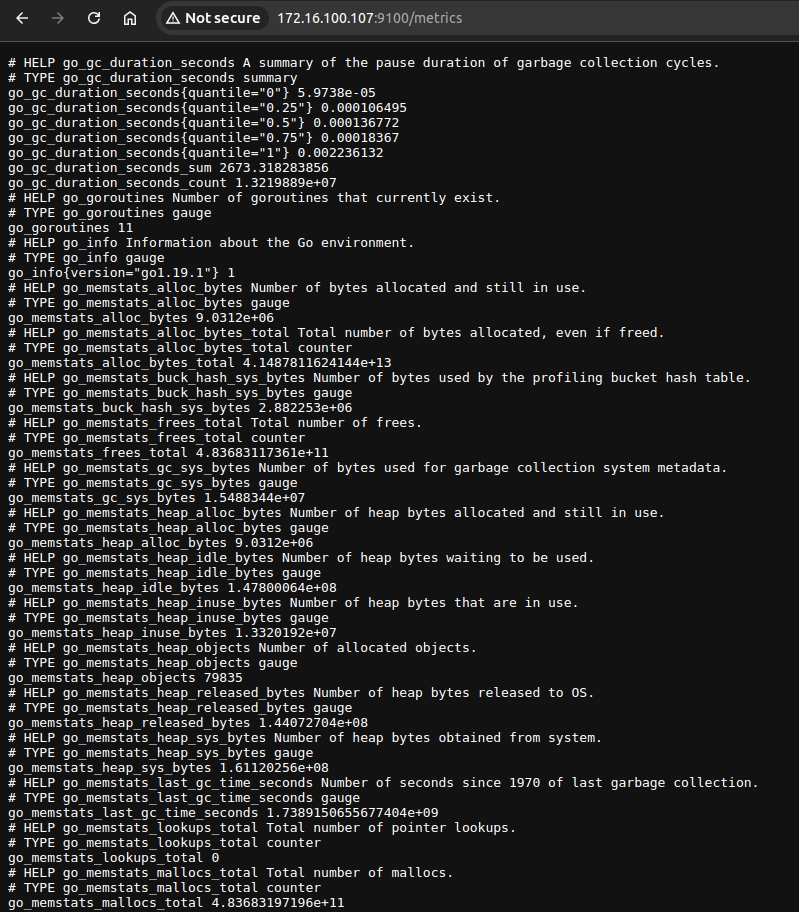 Not secure 172.16.100.107:9100/metrics
# HELP go_gc_duration_seconds A summary of the pause duration of garbage collection cycles.
# TYPE go_gc_duration_seconds summary
go_gc_duration_seconds{quantile="0"} 5.9738e-05
go_gc_duration_seconds{quantile="0.25"} 0.000106495
go_gc_duration_seconds{quantile="0.5"} 0.000136772
go_gc_duration_seconds{quantile="0.75"} 0.00018367
go_gc_duration_seconds{quantile="1"} 0.002236132
go_gc_duration_seconds_sum 2673.318283856
go_gc_duration_seconds_count 1.3219889e+07
# HELP go_goroutines Number of goroutines that currently exist.
# TYPE go_goroutines gauge
go_goroutines 11
# HELP go_info Information about the Go environment.
# TYPE go_info gauge
go_info{version="go1.19.1"} 1
# HELP go_memstats_alloc_bytes Number of bytes allocated and still in use.
# TYPE go_memstats_alloc_bytes gauge
go_memstats_alloc_bytes 9.0312e+06
# HELP go_memstats_alloc_bytes_total Total number of bytes allocated, even if freed.
# TYPE go_memstats_alloc_bytes_total counter
go_memstats_alloc_bytes_total 4.1487811624144e+13
# HELP go_memstats_buck_hash_sys_bytes Number of bytes used by the profiling bucket hash table.
# TYPE go_memstats_buck_hash_sys_bytes gauge
go_memstats_buck_hash_sys_bytes 2.882253e+06
# HELP go_memstats_frees_total Total number of frees.
# TYPE go_memstats_frees_total counter
go_memstats_frees_total 4.83683117361e+11
# HELP go_memstats_gc_sys_bytes Number of bytes used for garbage collection system metadata.
# TYPE go_memstats_gc_sys_bytes gauge
go_memstats_gc_sys_bytes 1.5488344e+07
# HELP go_memstats_heap_alloc_bytes Number of heap bytes allocated and still in use.
# TYPE go_memstats_heap_alloc_bytes gauge
go_memstats_heap_alloc_bytes 9.0312e+06
# HELP go_memstats_heap_idle_bytes Number of heap bytes waiting to be used.
# TYPE go_memstats_heap_idle_bytes gauge
go_memstats_heap_idle_bytes 1.47800064e+08
# HELP go_memstats_heap_inuse_bytes Number of heap bytes that are in use.
# TYPE go_memstats_heap_inuse_bytes gauge
go_memstats_heap_inuse_bytes 1.3320192e+07
# HELP go_memstats_heap_objects Number of allocated objects.
# TYPE go_memstats_heap_objects gauge
go_memstats_heap_objects 79835
# HELP go_memstats_heap_released_bytes Number of heap bytes released to OS.
# TYPE go_memstats_heap_released_bytes gauge
go_memstats_heap_released_bytes 1.44072704e+08
# HELP go_memstats_heap_sys_bytes Number of heap bytes obtained from system.
# TYPE go_memstats_heap_sys_bytes gauge
go_memstats_heap_sys_bytes 1.61120256e+08
# HELP go_memstats_last_gc_time_seconds Number of seconds since 1970 of last garbage collection.
# TYPE go_memstats_last_gc_time_seconds gauge
go_memstats_last_gc_time_seconds 1.7389150655677404e+09
# HELP go_memstats_lookups_total Total number of pointer lookups.
# TYPE go_memstats_lookups_total counter
go_memstats_lookups_total 0
# HELP go_memstats_mallocs_total Total number of mallocs.
# TYPE go_memstats_mallocs_total counter
go_memstats_mallocs_total 4.83683197196e+11